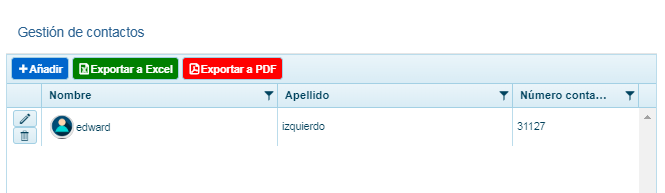 Gestión de contactos
+Añadir Exportar a Excel Exportar a PDF
Nombre Apellido Número conta...
edward izquierdo 31127